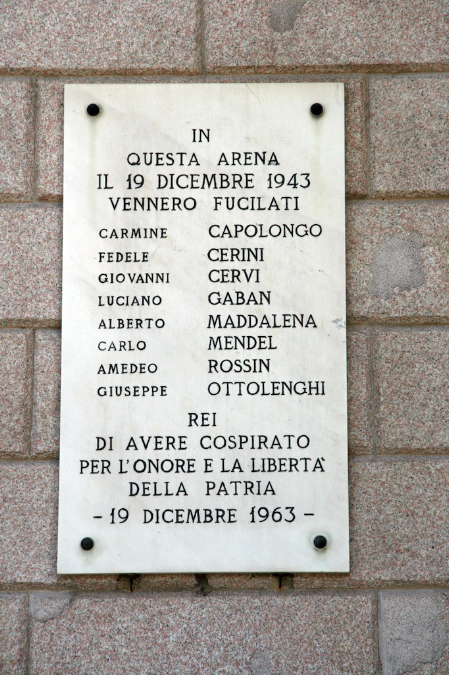 IN
QUESTA ARENA
IL 19 DICEMBRE 1943
VENNERO FUCILATI
CARMINE CAPOLONGO
FEDELE CERINI
GIOVANNI CERVI
LUCIANO GABAN
ALBERTO MADDALENA
CARLO MENDEL
AMEDEO ROSSIN
GIUSEPPE OTTOLENGHI
REI
DI AVERE COSPIRATO
PER L'ONORE E LA LIBERTÀ
DELLA PATRIA
- 19 DICEMBRE 1963 -